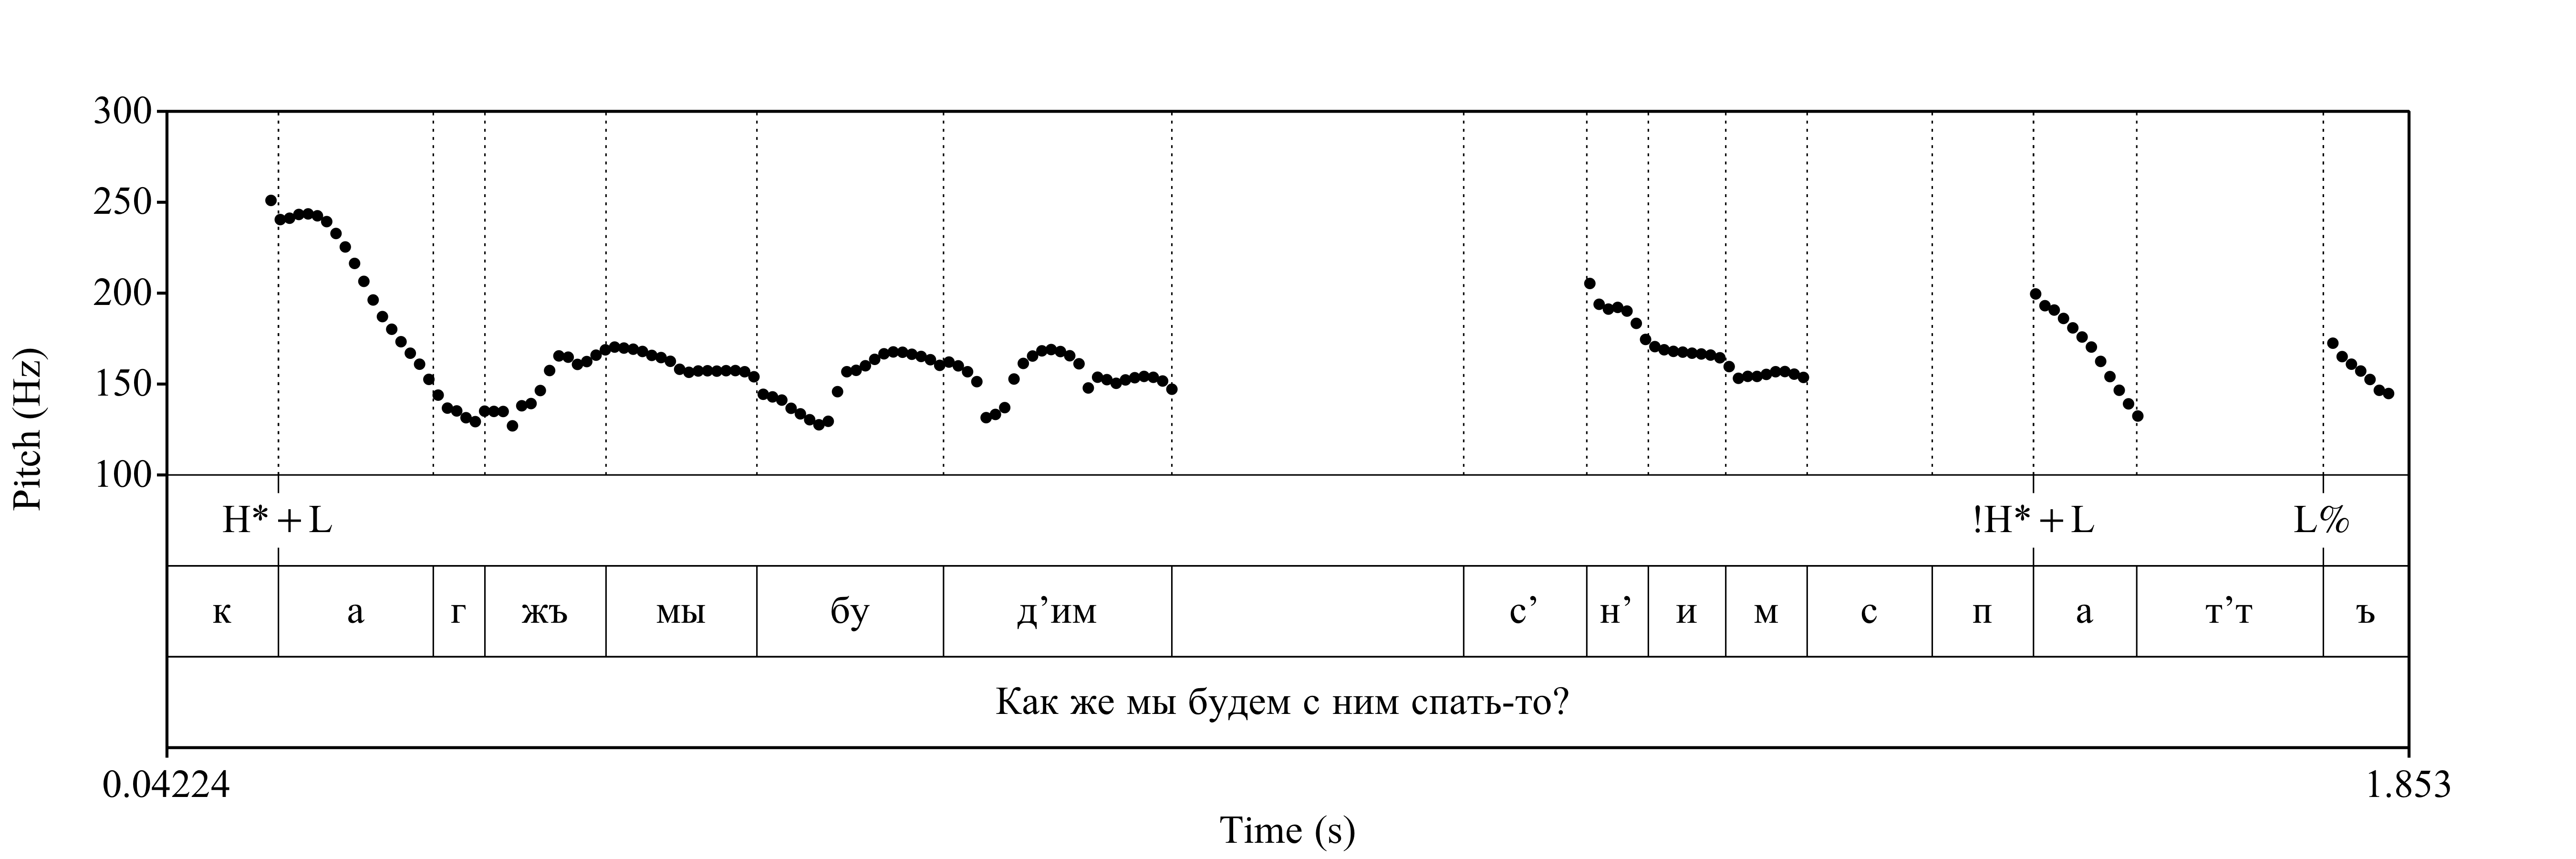 300
250
200
150
100
Pitch (Hz)
H* + L !H* + L L%
к а г жъ мы бу д’им с’ н’ и м с п а т’т ъ
Как же мы будем с ним спать-то?
0.04224 1.853
Time (s)